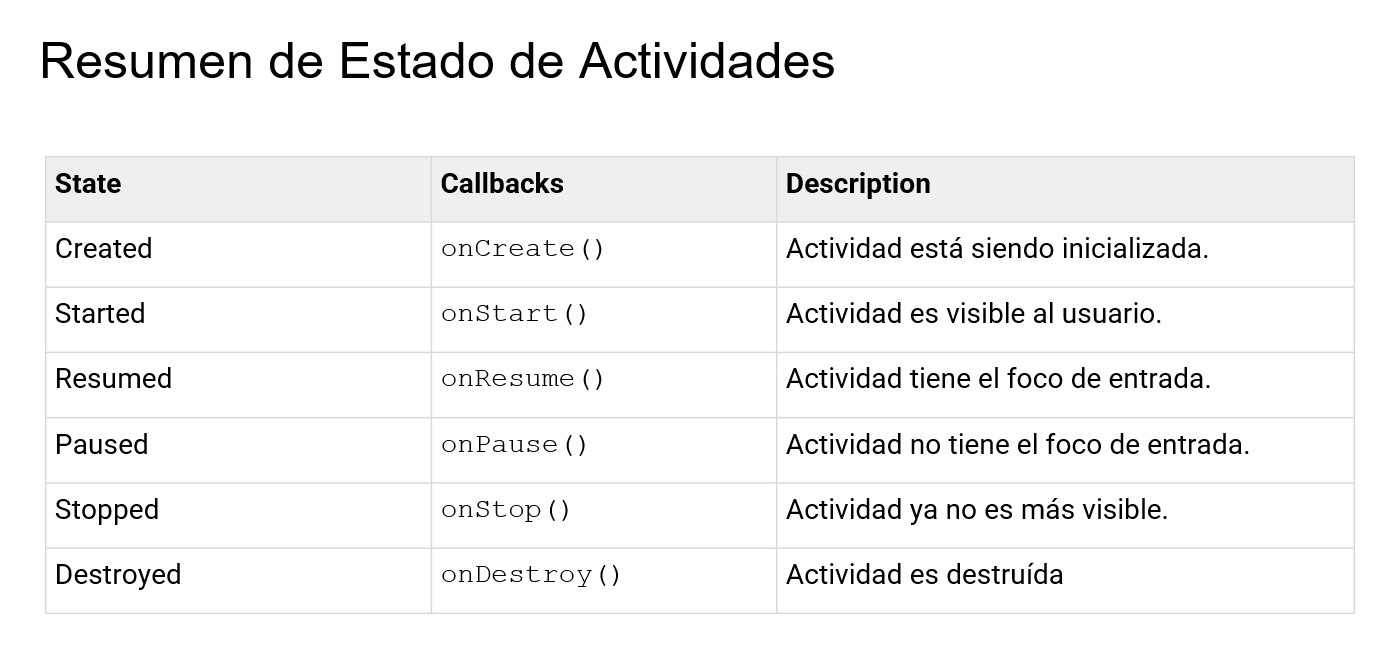 Resumen de Estado de Actividades
State Callbacks Description
Created onCreate() Actividad está siendo inicializada.
Started onStart() Actividad es visible al usuario.
Resumed onResume() Actividad tiene el foco de entrada.
Paused onPause() Actividad no tiene el foco de entrada.
Stopped onStop() Actividad ya no es más visible.
Destroyed onDestroy() Actividad es destruída